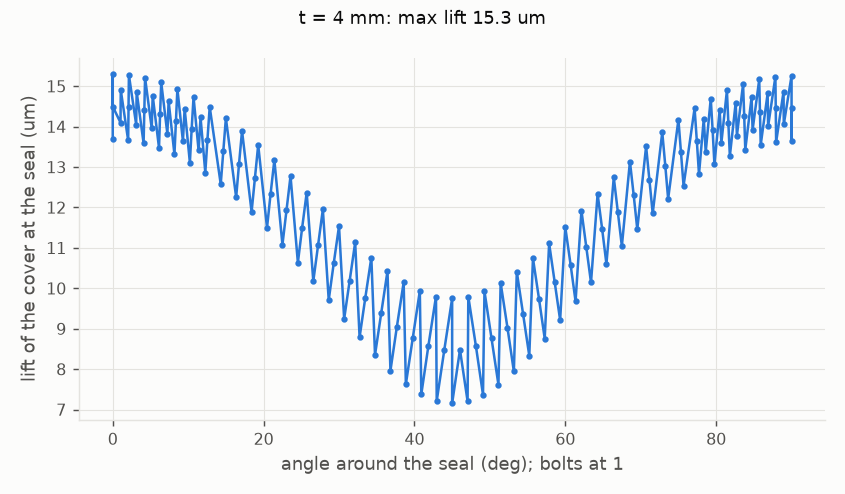 t = 4 mm: max lift 15.3 um
lift of the cover at the seal (um)
15
14
13
12
11
10
9
8
7
0 20 40 60 80
angle around the seal (deg); bolts at 1